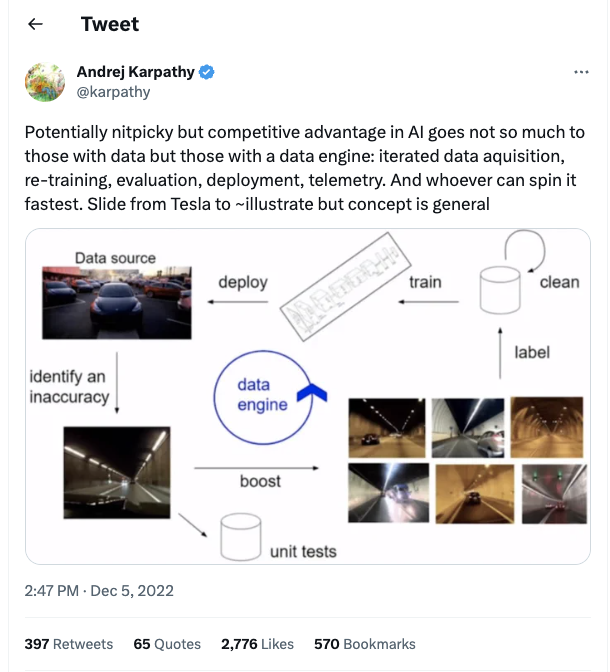 Tweet
Andrej Karpathy
@karpathy
Potentially nitpicky but competitive advantage in AI goes not so much to
those with data but those with a data engine: iterated data aquisition,
re-training, evaluation, deployment, telemetry. And whoever can spin it
fastest. Slide from Tesla to ~illustrate but concept is general
Data source
deploy
train
clean
label
identify an
inaccuracy
data
engine
boost
unit tests
2:47 PM · Dec 5, 2022
397 Retweets 65 Quotes 2,776 Likes 570 Bookmarks